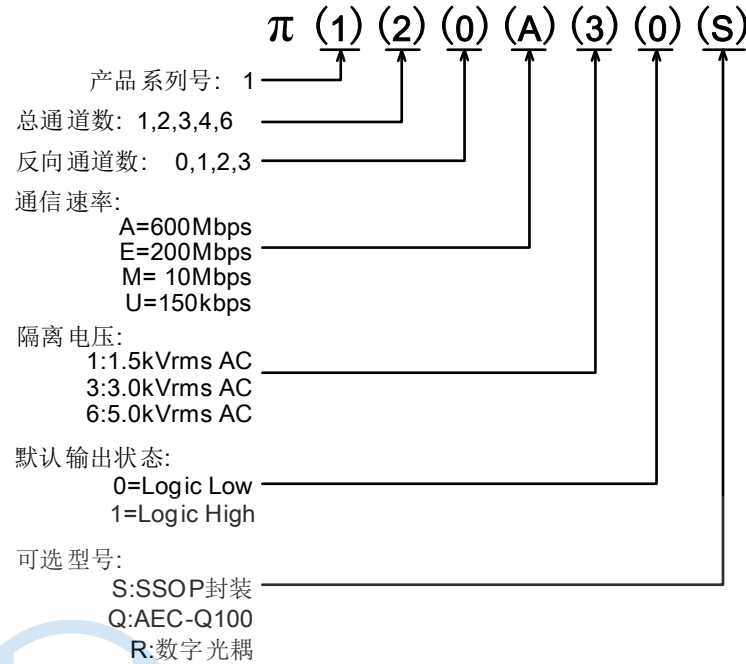 π (1) (2) (0) (A) (3) (0) (S)
产品系列号: 1
总通道数: 1,2,3,4,6
反向通道数: 0,1,2,3
通信速率:
A=600Mbps
E=200Mbps
M= 10Mbps
U=150kbps
隔离电压:
1:1.5kVrms AC
3:3.0kVrms AC
6:5.0kVrms AC
默认输出状态:
0=Logic Low
1=Logic High
可选型号:
S:SSOP封装
Q:AEC-Q100
R:数字光耦